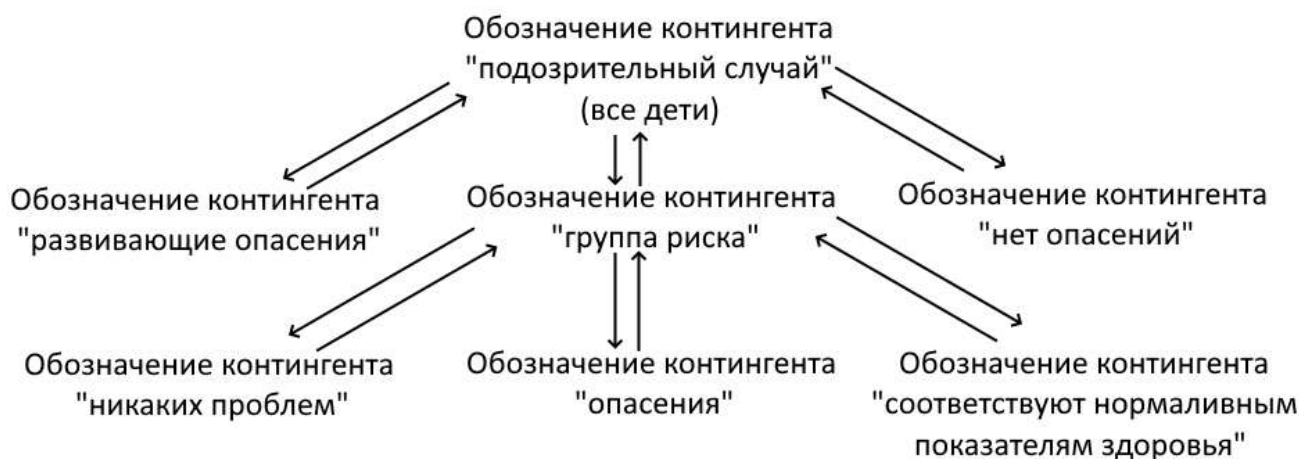 Обозначение контингента
"подозрительный случай"
(все дети)
Обозначение контингента
"развивающие опасения"
Обозначение контингента
"группа риска"
Обозначение контингента
"нет опасений"
Обозначение контингента
"никаких проблем"
Обозначение контингента
"опасения"
Обозначение контингента
"соответствуют нормаливным
показателям здоровья"